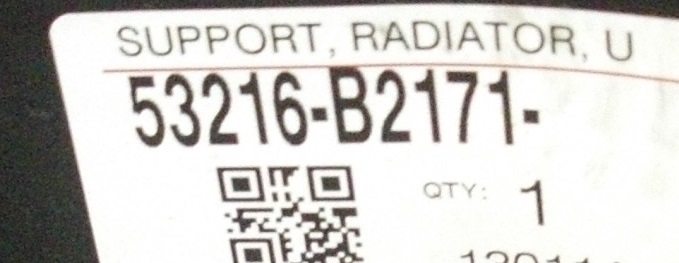 SUPPORT, RADIATOR, U
53216-B2171-
QTY: 1